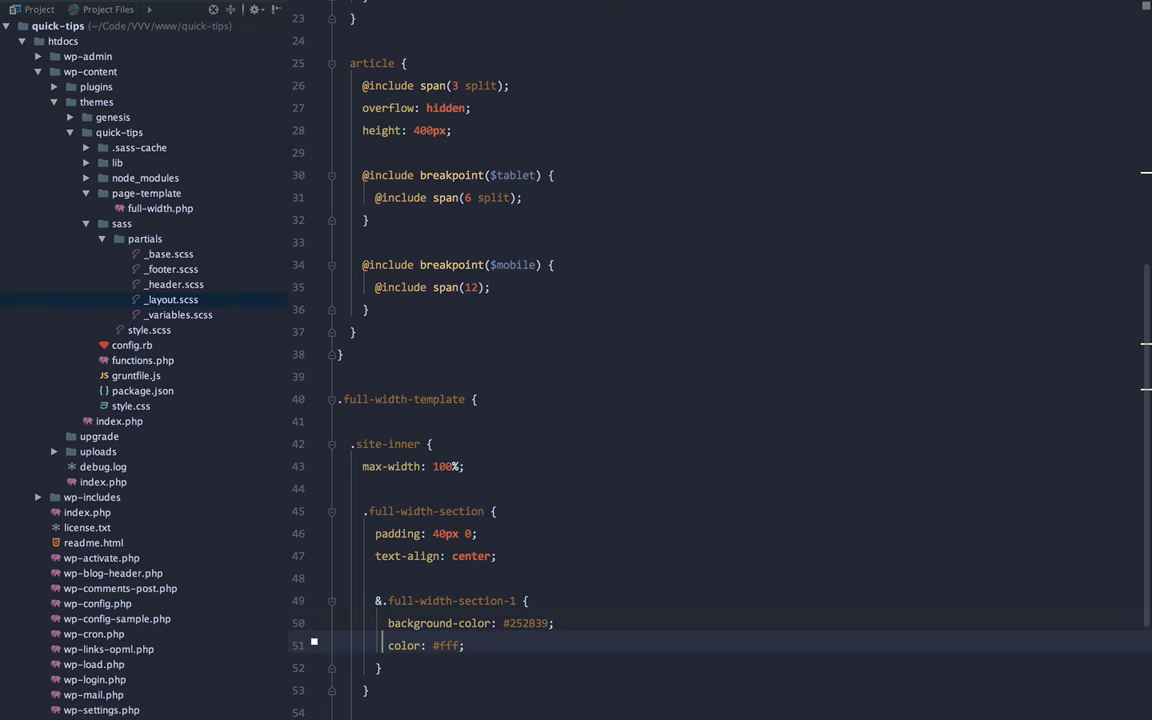 Project Project Files
quick-tips (~/Code/VVV/www/quick-tips)
htdocs
wp-admin
wp-content
plugins
themes
genesis
quick-tips
.sass-cache
lib
node_modules
page-template
full-width.php
sass
partials
_base.scss
_footer.scss
_header.scss
_layout.scss
_variables.scss
style.scss
config.rb
functions.php
JS gruntfile.js
package.json
style.css
index.php
upgrade
uploads
debug.log
index.php
wp-includes
index.php
license.txt
readme.html
wp-activate.php
wp-blog-header.php
wp-comments-post.php
wp-config.php
wp-config-sample.php
wp-cron.php
wp-links-opml.php
wp-load.php
wp-login.php
wp-mail.php
wp-settings.php
23 }
24
25 article {
26 @include span(3 split);
27 overflow: hidden;
28 height: 400px;
29
30 @include breakpoint($tablet) {
31 @include span(6 split);
32 }
33
34 @include breakpoint($mobile) {
35 @include span(12);
36 }
37 }
38 }
39
40 .full-width-template {
41
42 .site-inner {
43 max-width: 100%;
44
45 .full-width-section {
46 padding: 40px 0;
47 text-align: center;
48
49 &.full-width-section-1 {
50 background-color: #252B39;
51 color: #fff;
52 }
53 }
54